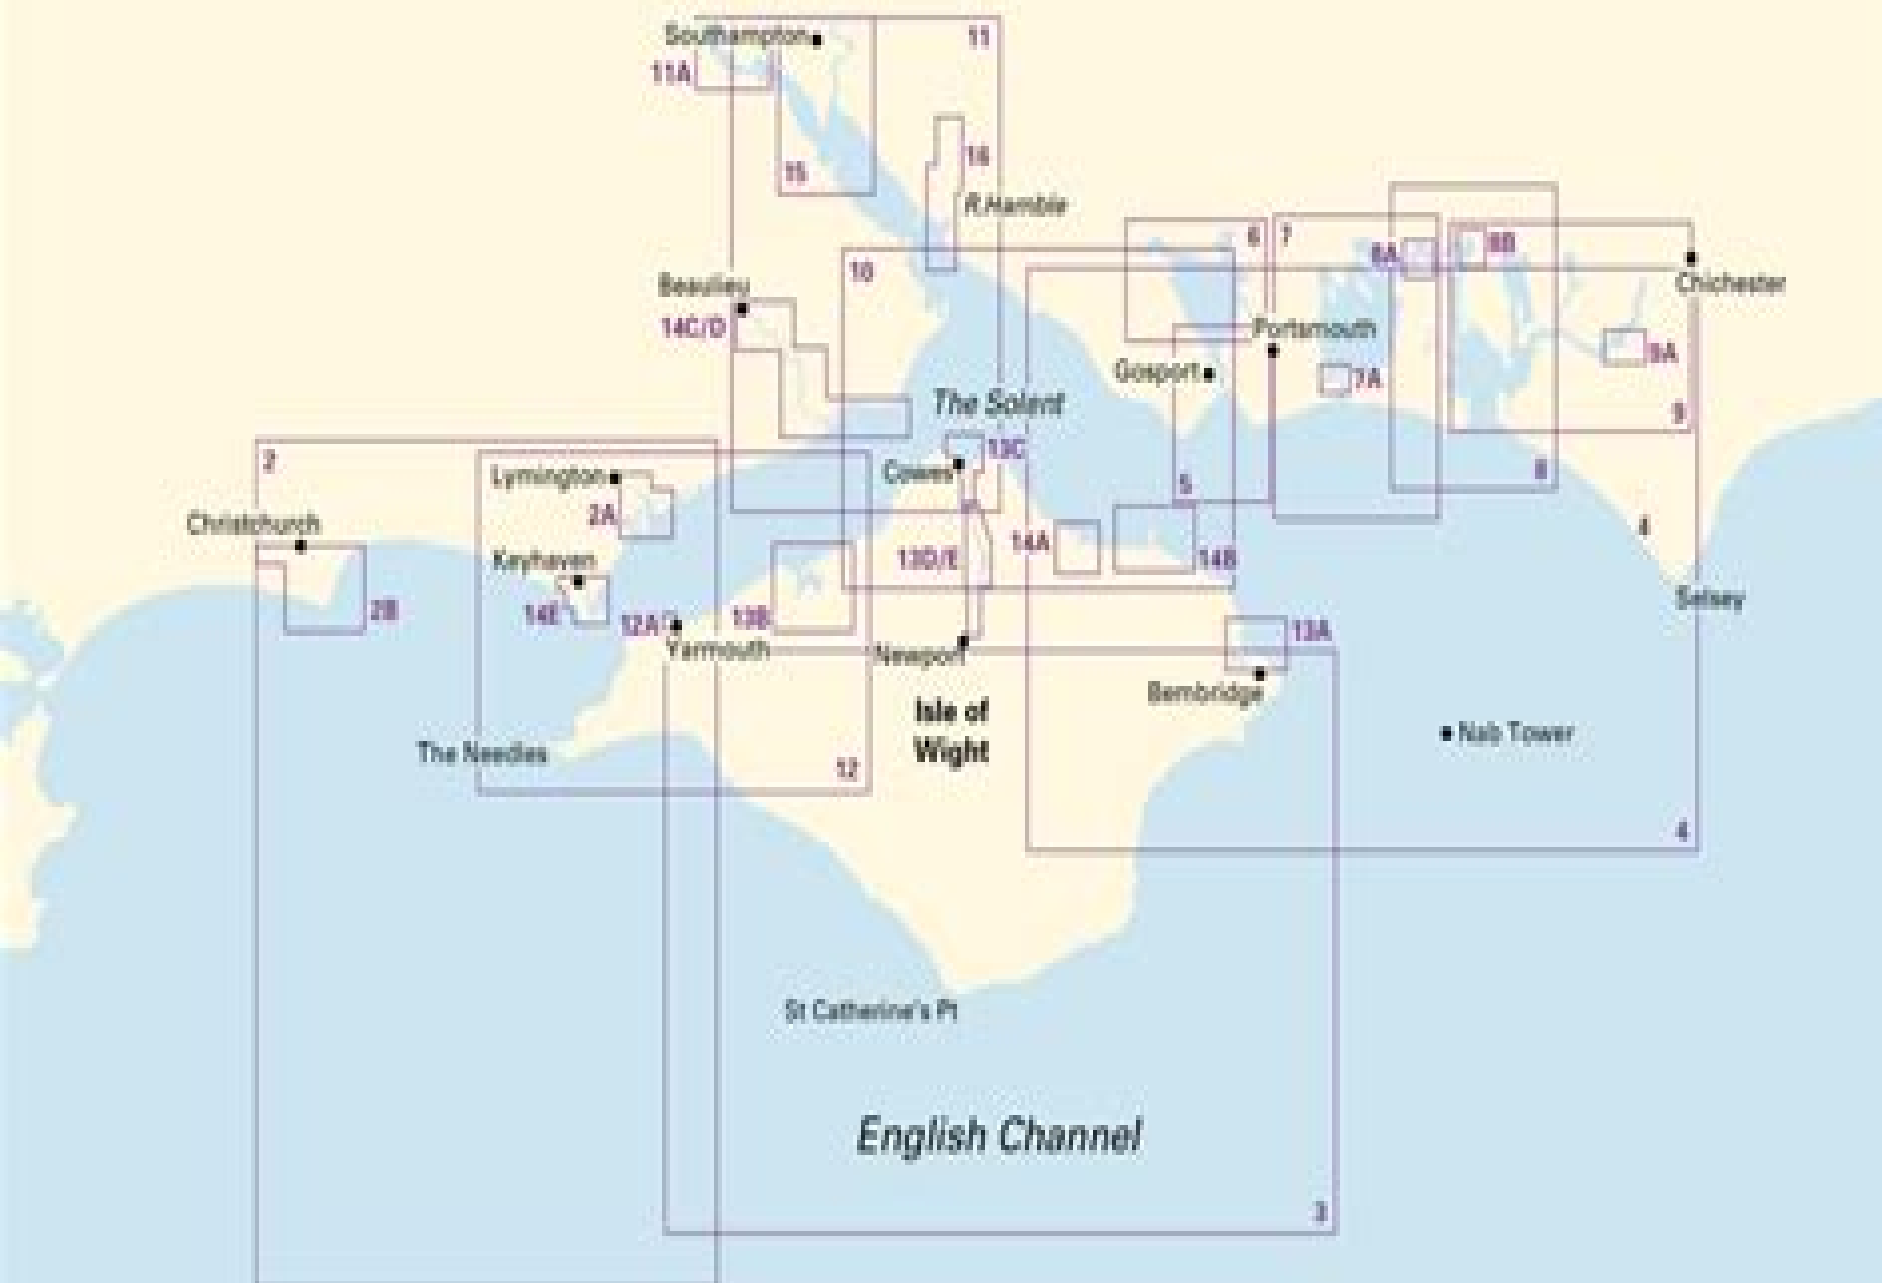 Southampton
11
11A
16
15
R.Hamble
6
7
8A
8B
10
Beaulieu
Chichester
14C/D
Portsmouth
9A
Gosport
7A
The Solent
9
2
13C
Lymington
Cowes
8
5
2A
Christchurch
4
14A
Keyhaven
13D/E
14B
Selsey
14E
2B
12A
13B
13A
Yarmouth
Newport
Bembridge
Isle of
Wight
Nab Tower
The Needles
12
4
St Catherine's Pt
English Channel
3